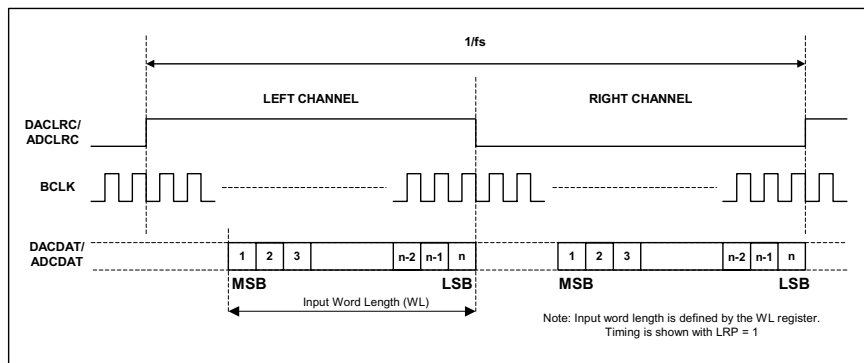 1/fs
LEFT CHANNEL RIGHT CHANNEL
DACLRC/
ADCLRC
BCLK
DACDAT/
ADCDAT
1 2 3 n-2 n-1 n 1 2 3 n-2 n-1 n
MSB LSB MSB LSB
Input Word Length (WL)
Note: Input word length is defined by the WL register.
Timing is shown with LRP = 1